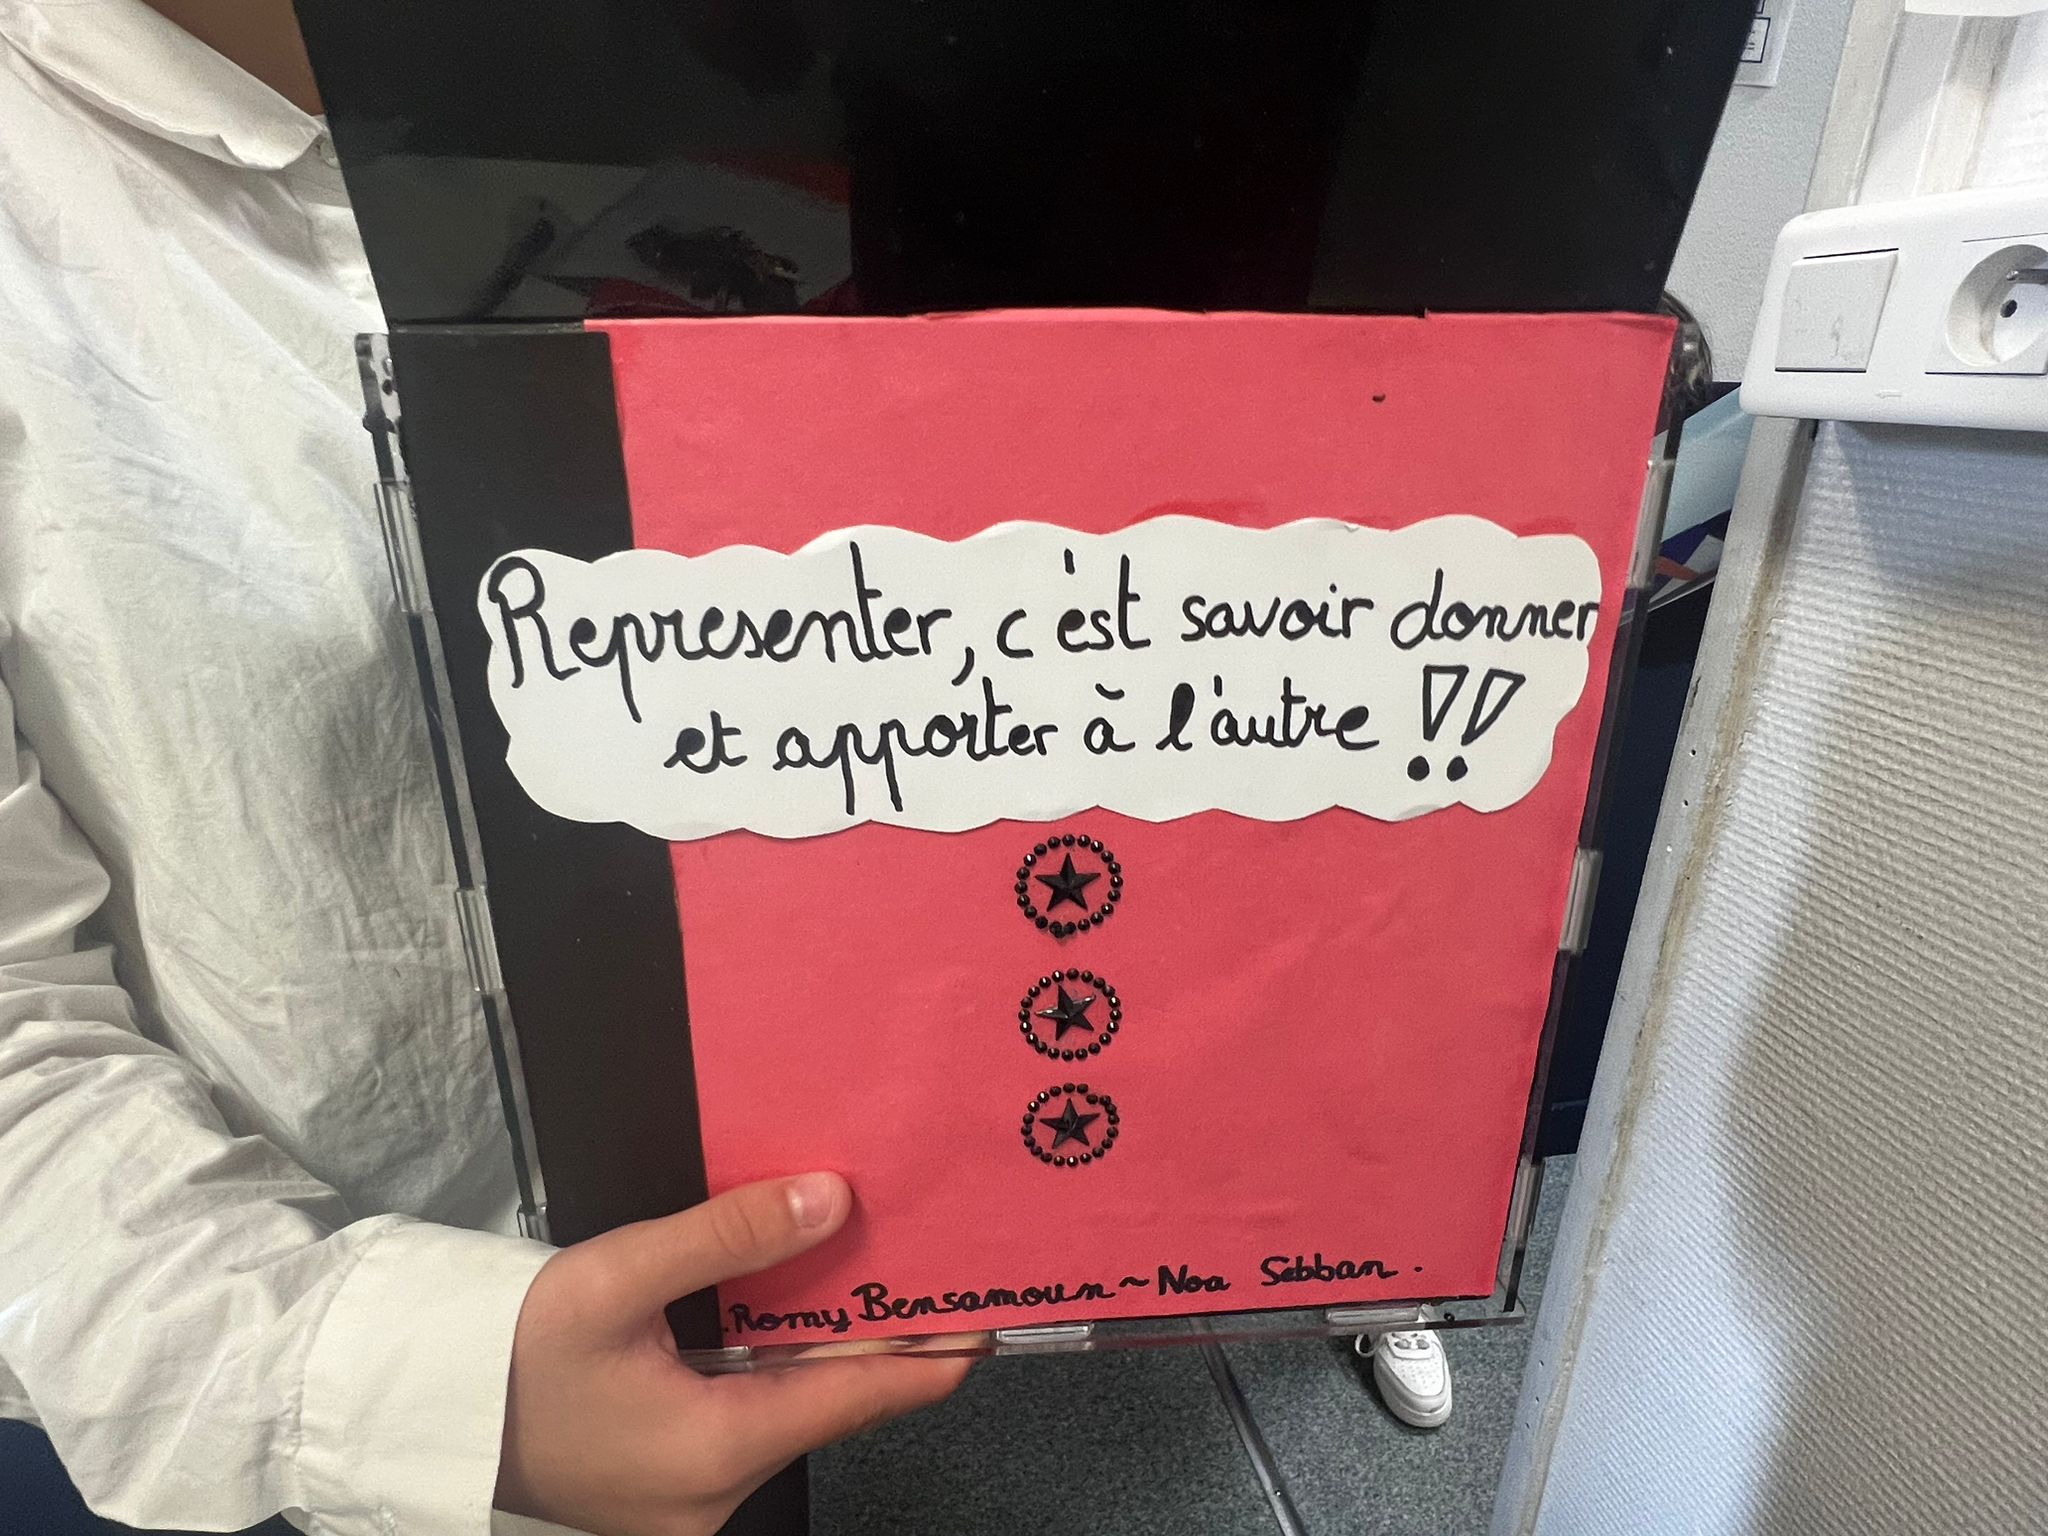 Representer, c'est savoir donner
et apporter à l'autre !!
.Romy Bensamoun ~ Noa Sebban.